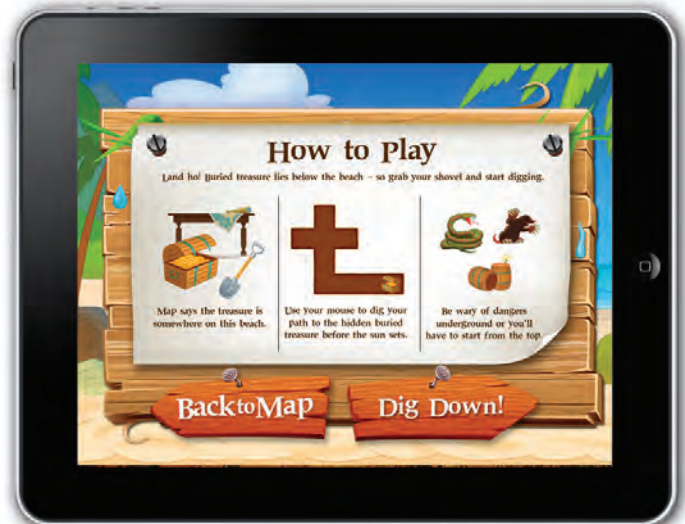 How to Play
Land ho! Buried treasure lies below the beach – so grab your shovel and start digging.
Map says the treasure is
somewhere on this beach.
Use your mouse to dig your
path to the hidden buried
treasure before the sun sets.
Be wary of dangers
underground or you'll
have to start from the top.
Back to Map
Dig Down!